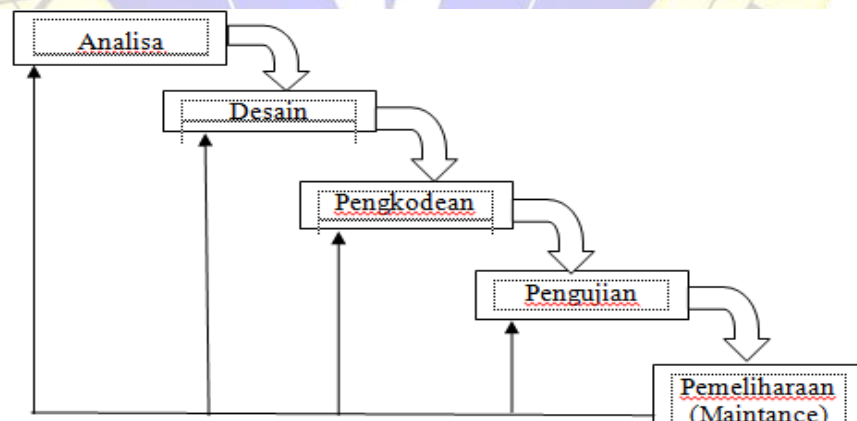 Analisa
Desain
Pengkodean
Pengujian
Pemeliharaan
(Maintance)